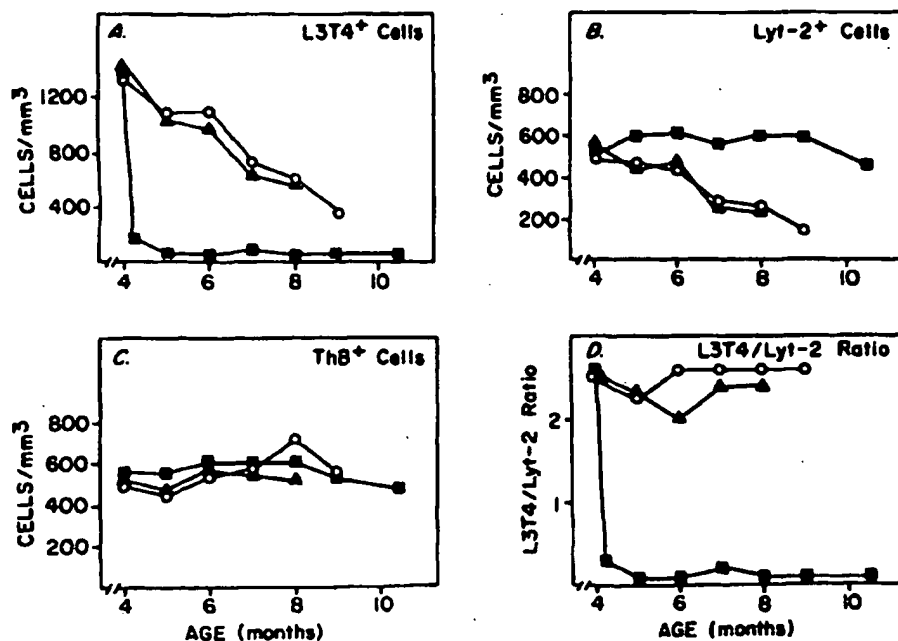 A. L3T4+ Cells
CELLS/mm³
1200
800
400
4 6 8 10
B. Lyt-2+ Cells
CELLS/mm³
800
600
400
200
4 6 8 10
C. ThB+ Cells
CELLS/mm³
800
600
400
200
4 6 8 10
AGE (months)
D. L3T4/Lyt-2 Ratio
L3T4/Lyt-2 Ratio
2
1
4 6 8 10
AGE (months)